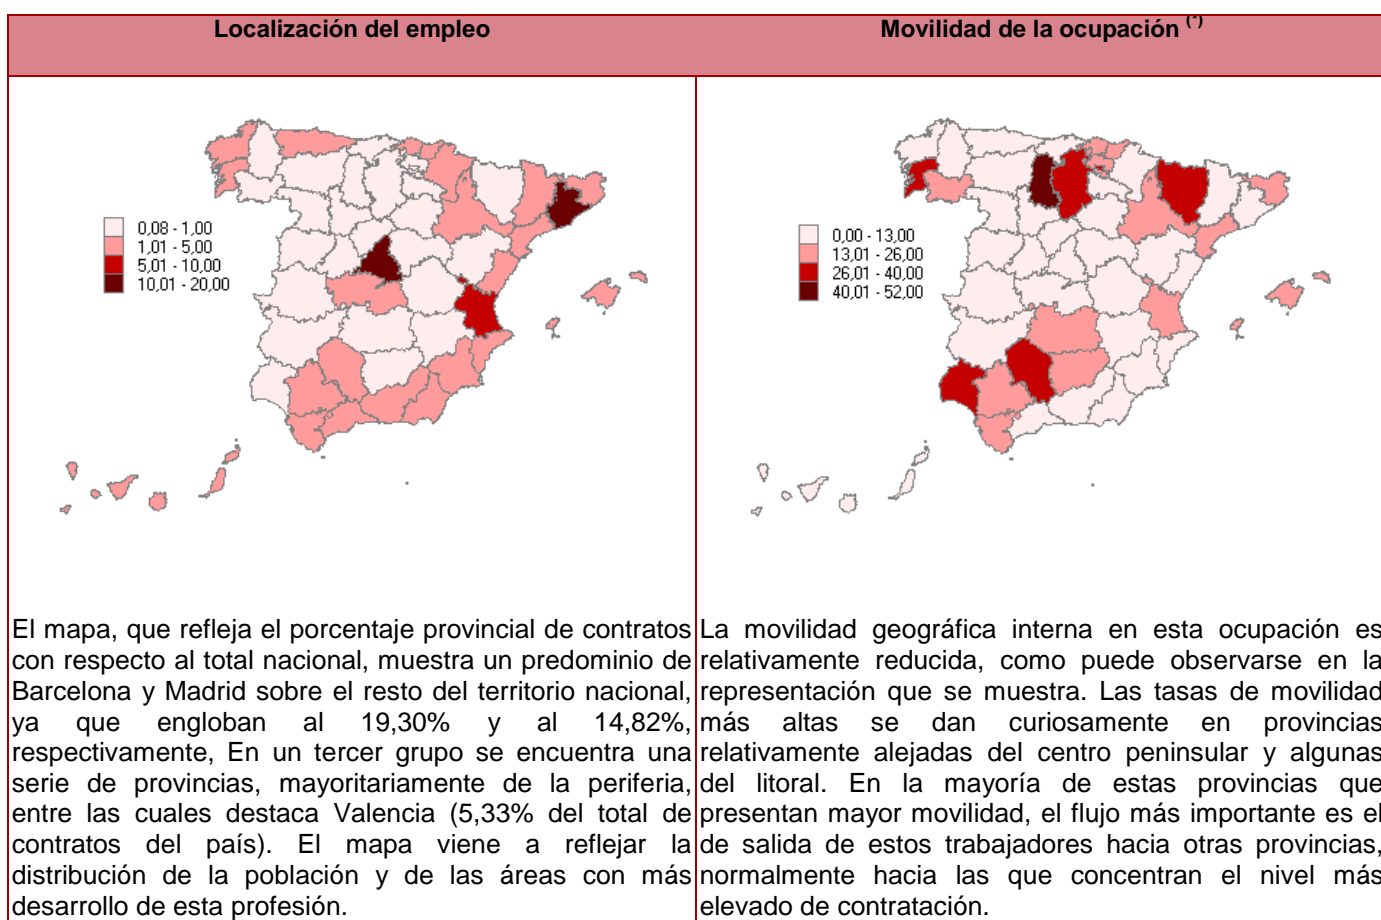 Localización del empleo
Movilidad de la ocupación (*)
0,08 - 1,00
1,01 - 5,00
5,01 - 10,00
10,01 - 20,00
0,00 - 13,00
13,01 - 26,00
26,01 - 40,00
40,01 - 52,00
El mapa, que refleja el porcentaje provincial de contratos
con respecto al total nacional, muestra un predominio de
Barcelona y Madrid sobre el resto del territorio nacional,
ya que engloban al 19,30% y al 14,82%,
respectivamente, En un tercer grupo se encuentra una
serie de provincias, mayoritariamente de la periferia,
entre las cuales destaca Valencia (5,33% del total de
contratos del país). El mapa viene a reflejar la
distribución de la población y de las áreas con más
desarrollo de esta profesión.
La movilidad geográfica interna en esta ocupación es
relativamente reducida, como puede observarse en la
representación que se muestra. Las tasas de movilidad
más altas se dan curiosamente en provincias
relativamente alejadas del centro peninsular y algunas
del litoral. En la mayoría de estas provincias que
presentan mayor movilidad, el flujo más importante es el
de salida de estos trabajadores hacia otras provincias,
normalmente hacia las que concentran el nivel más
elevado de contratación.